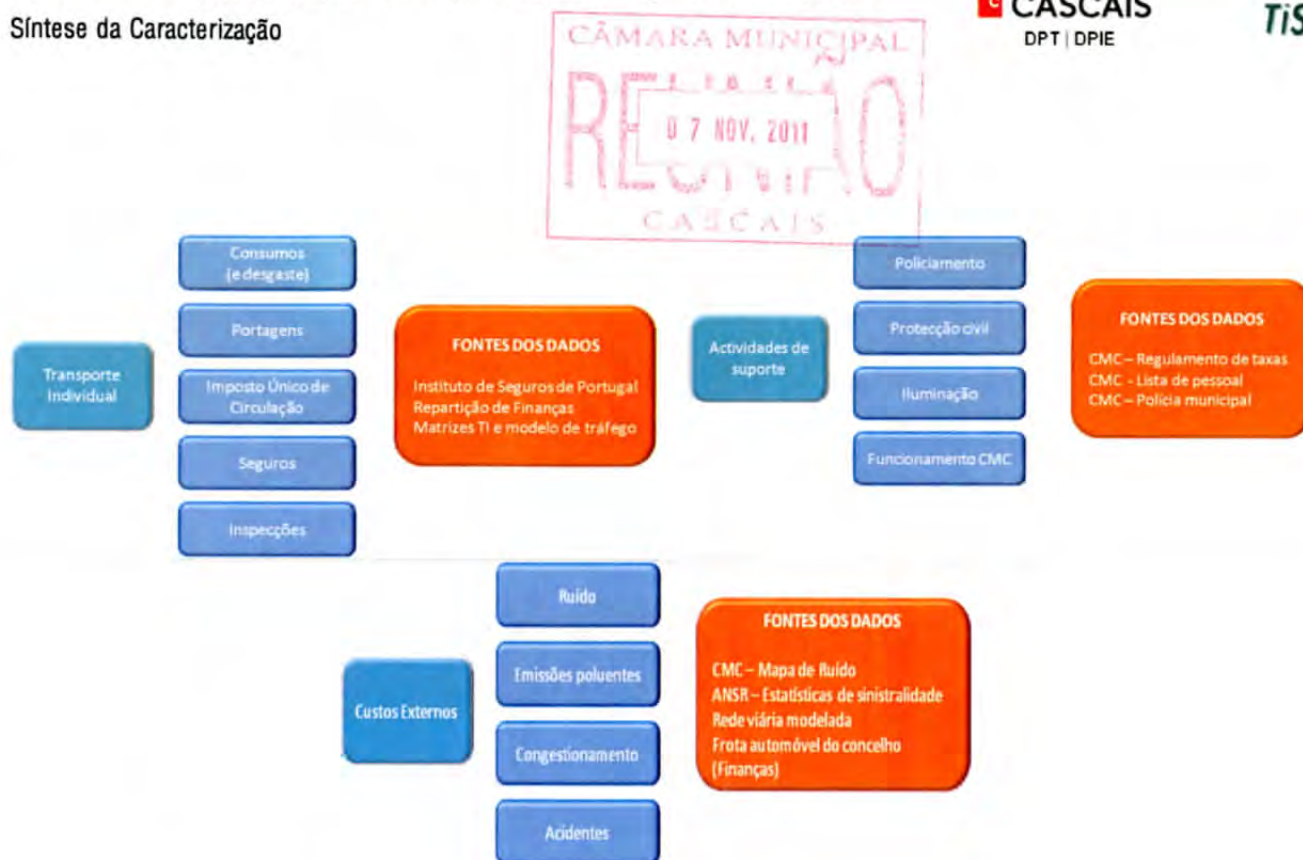 Síntese da Caracterização
CASCAIS
DPT | DPIE
TiS
CÂMARA MUNICIPAL
REUNIÃO
07 NOV. 2011
CASCAIS
Transporte
Individual
Consumos
(e desgaste)
Portagens
Imposto Único de
Circulação
Seguros
Inspecções
FONTES DOS DADOS
Instituto de Seguros de Portugal
Repartição de Finanças
Matrizes TI e modelo de tráfego
Actividades de
suporte
Policiamento
Protecção civil
Iluminação
Funcionamento CMC
FONTES DOS DADOS
CMC – Regulamento de taxas
CMC - Lista de pessoal
CMC – Polícia municipal
Custos Externos
Ruído
Emissões poluentes
Congestionamento
Acidentes
FONTES DOS DADOS
CMC – Mapa de Ruído
ANSR – Estatísticas de sinistralidade
Rede viária modelada
Frota automóvel do concelho
(Finanças)